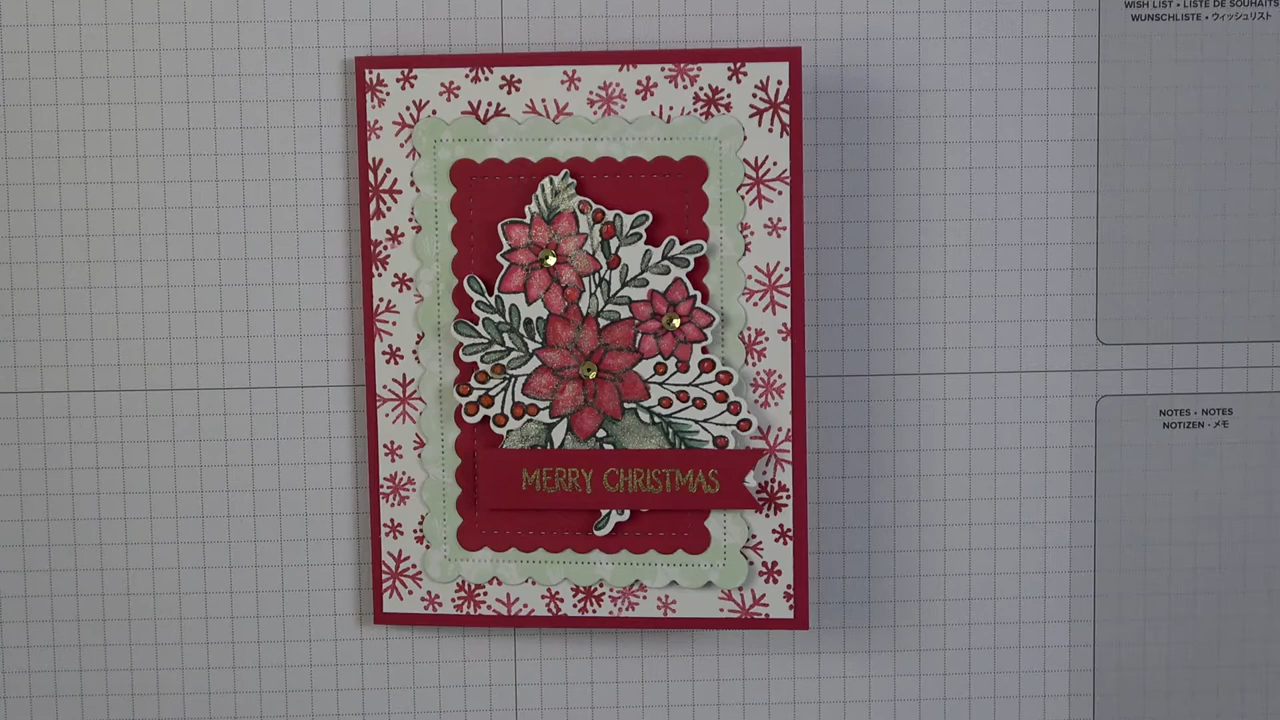 WISH LIST • LISTE DE SOUHAITS
WUNSCHLISTE • ウィッシュリスト
MERRY CHRISTMAS
NOTES • NOTES
NOTIZEN • メモ